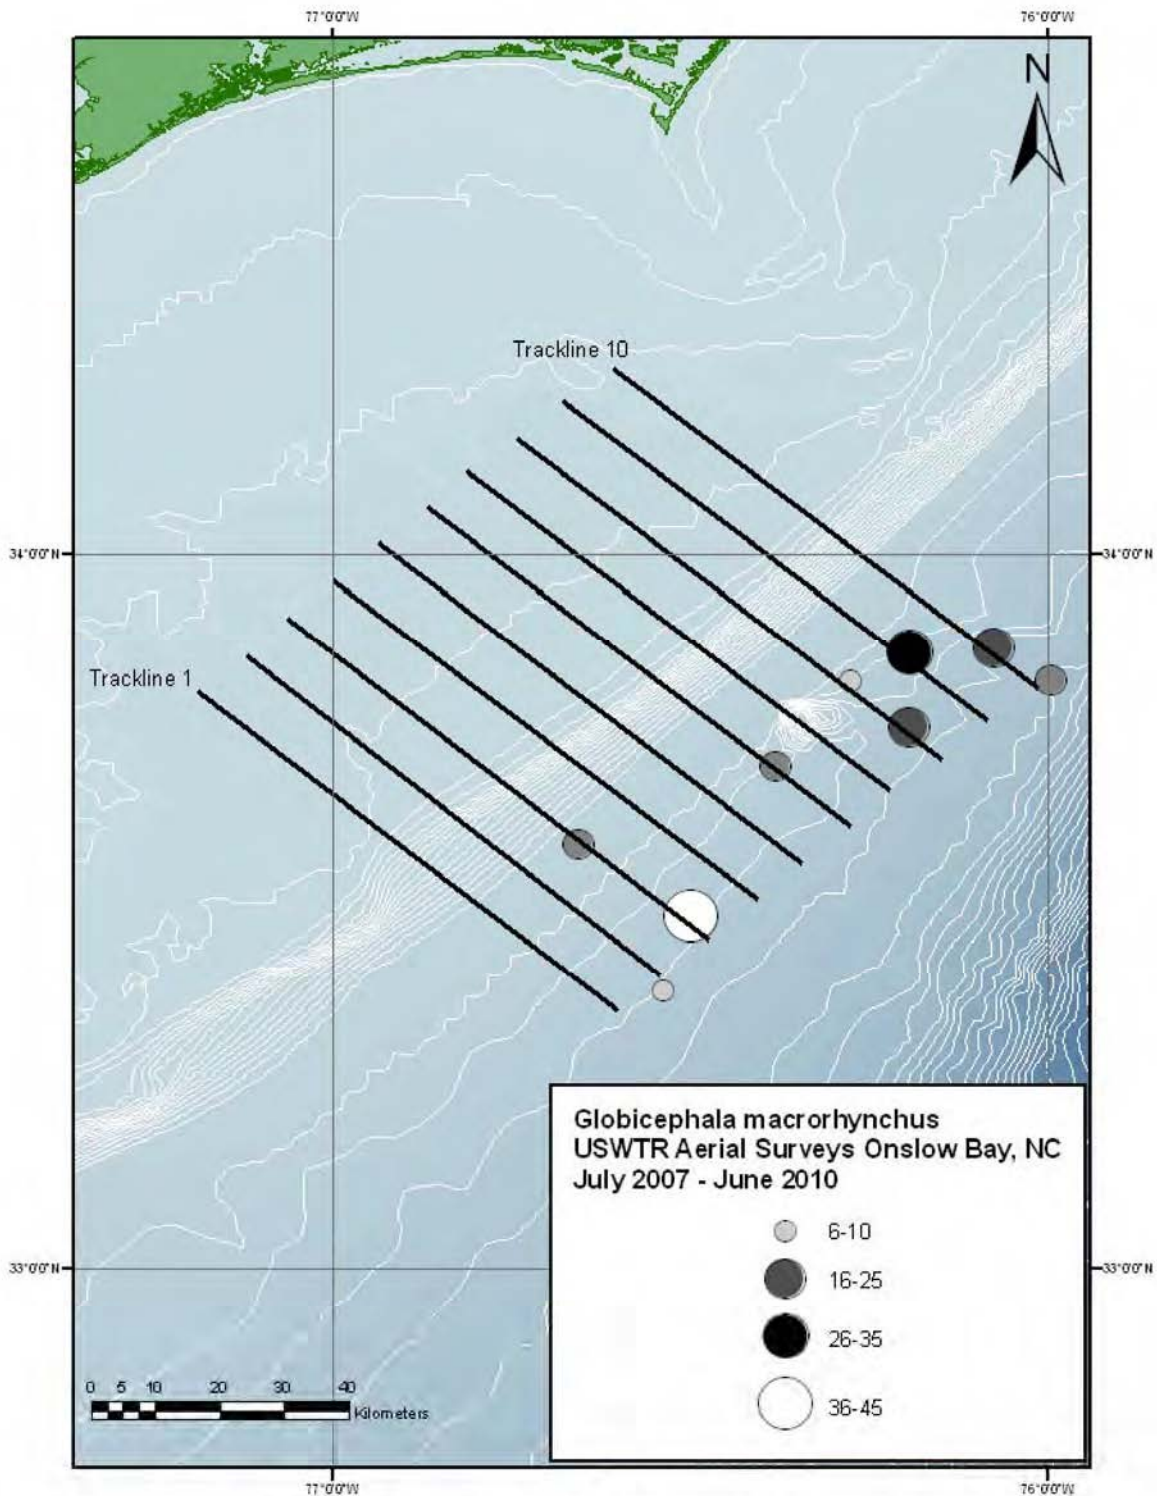 77°0'0"W 76°0'0"W
N
Trackline 10
34°0'0"N 34°0'0"N
Trackline 1
Globicephala macrorhynchus
USWTR Aerial Surveys Onslow Bay, NC
July 2007 - June 2010
6-10
16-25
26-35
36-45
33°0'0"N 33°0'0"N
0 5 10 20 30 40
Kilometers
77°0'0"W 76°0'0"W